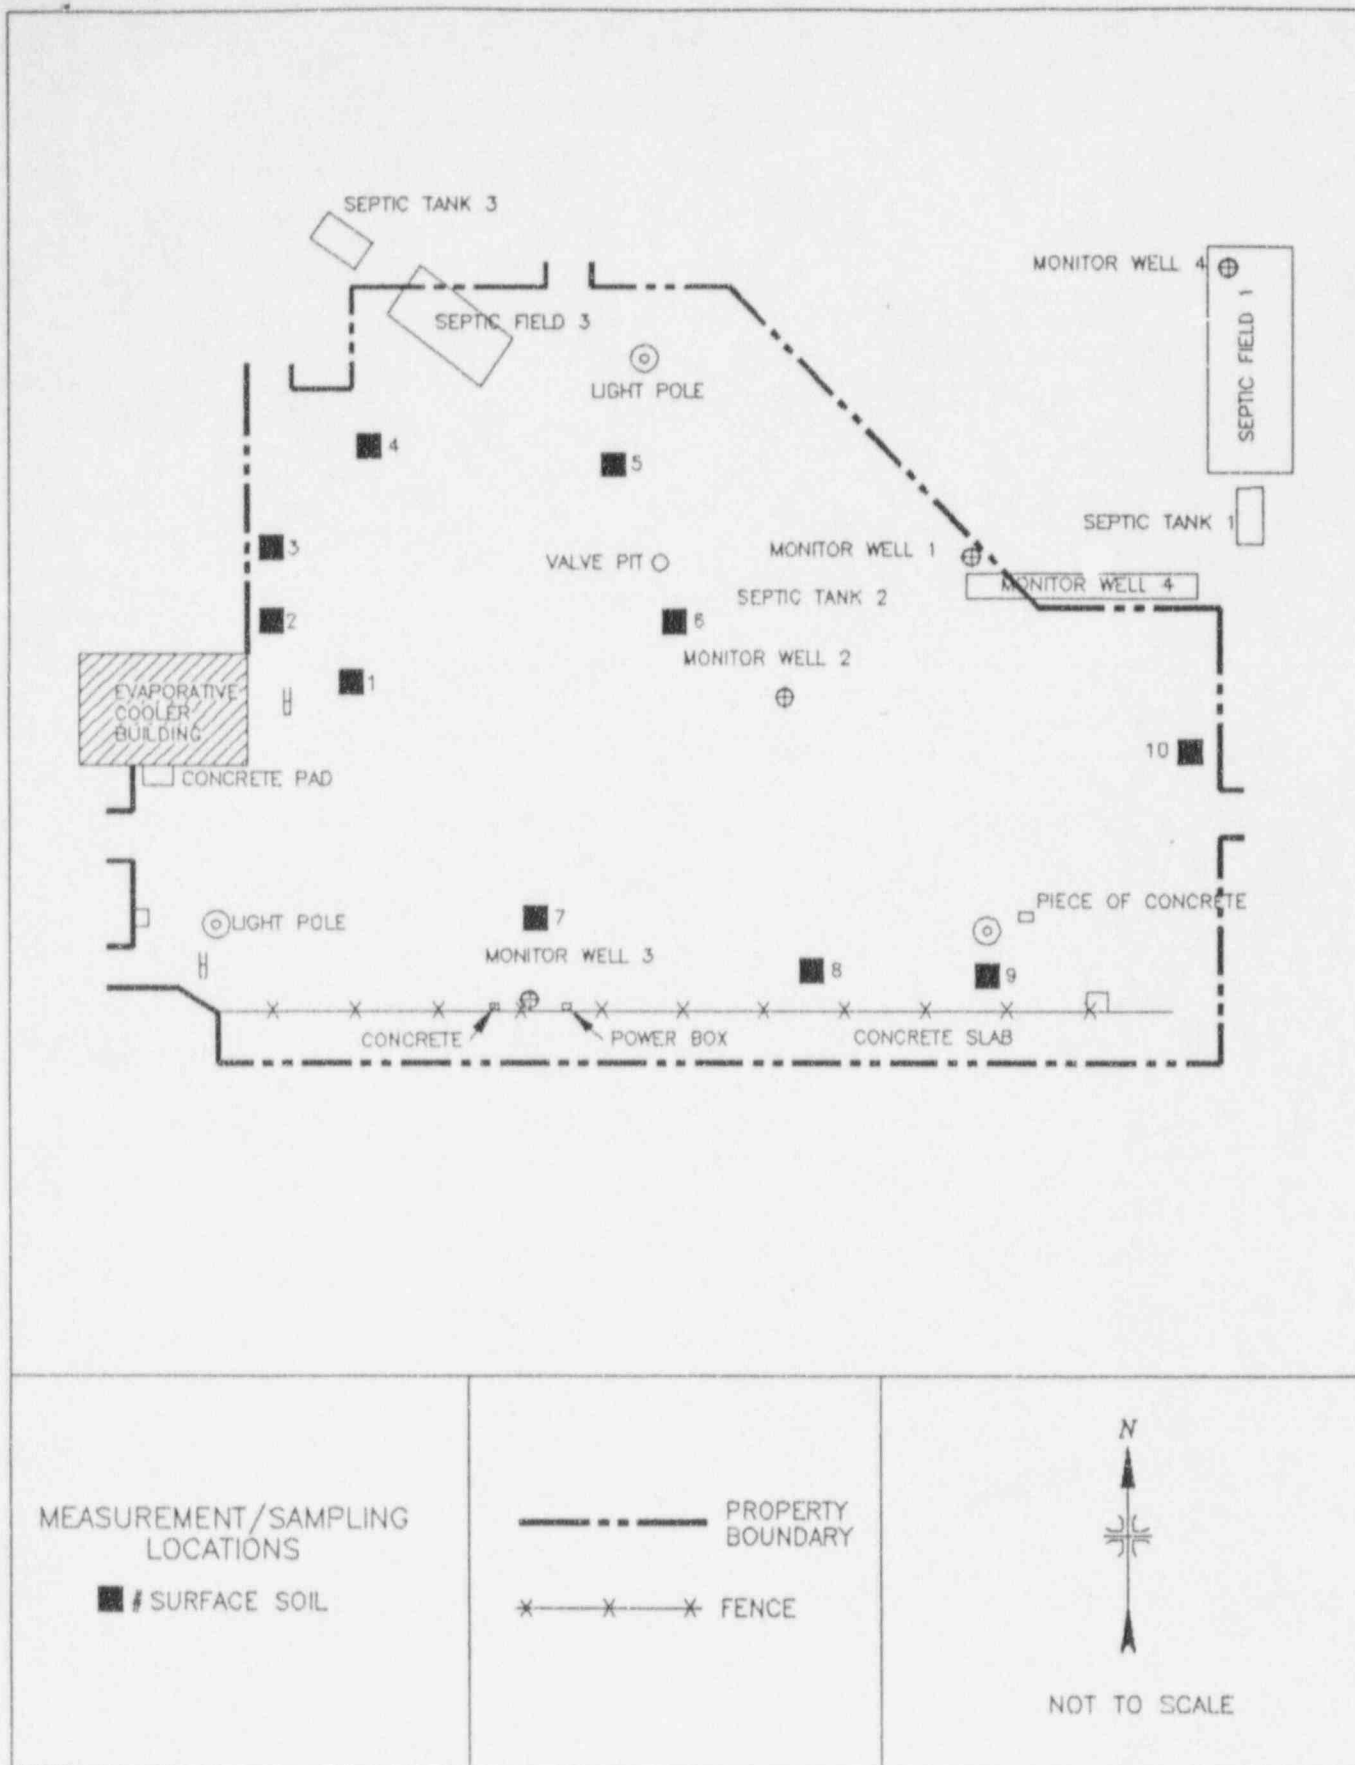 SEPTIC TANK 3
MONITOR WELL 4
SEPTIC FIELD 1
SEPTIC FIELD 3
LIGHT POLE
4
5
SEPTIC TANK 1
3
VALVE PIT
MONITOR WELL 1
MONITOR WELL 4
SEPTIC TANK 2
2
6
MONITOR WELL 2
1
EVAPORATIVE
COOLER
BUILDING
10
CONCRETE PAD
PIECE OF CONCRETE
LIGHT POLE
7
MONITOR WELL 3
8
9
CONCRETE
POWER BOX
CONCRETE SLAB
MEASUREMENT/SAMPLING
LOCATIONS
# SURFACE SOIL
PROPERTY
BOUNDARY
FENCE
N
NOT TO SCALE